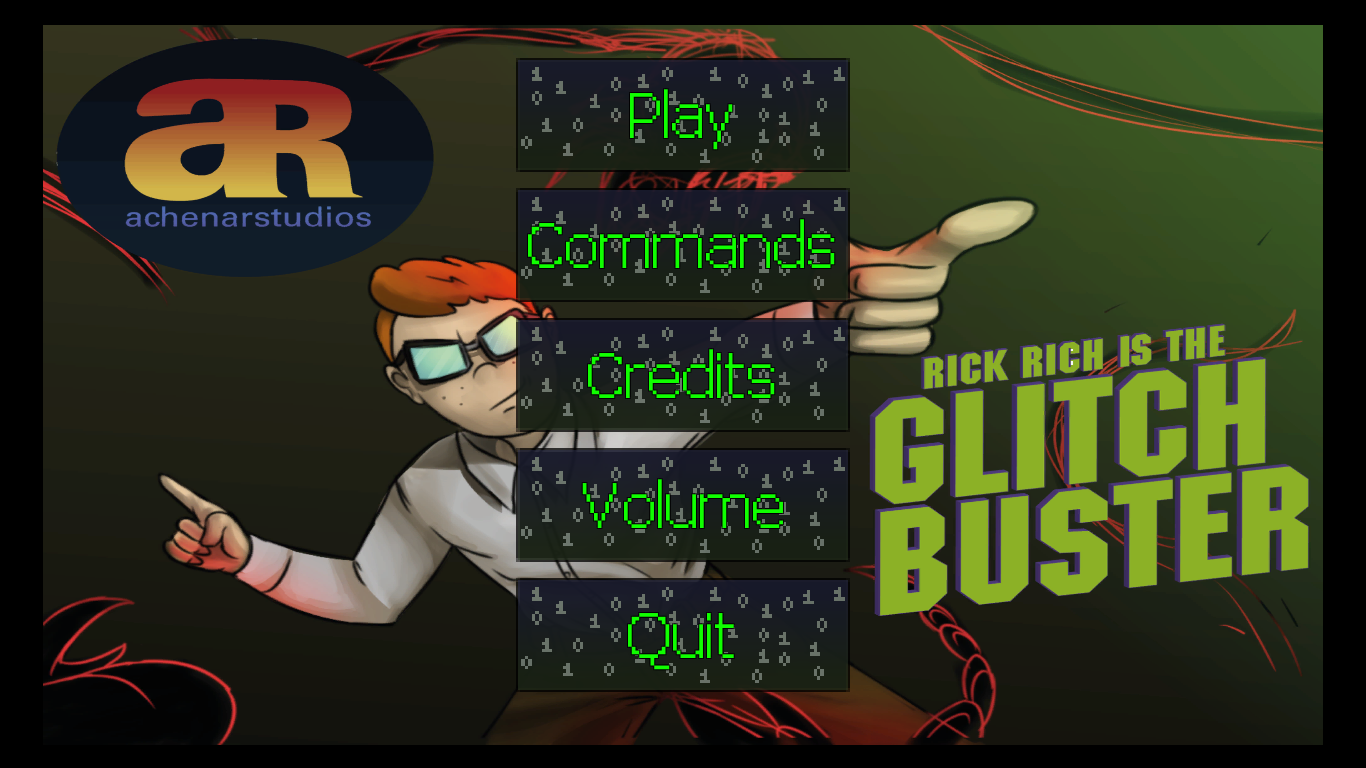 aR
achenarstudios
Play
Commands
Credits
Volume
Quit
RICK RICH IS THE
GLITCH
BUSTER